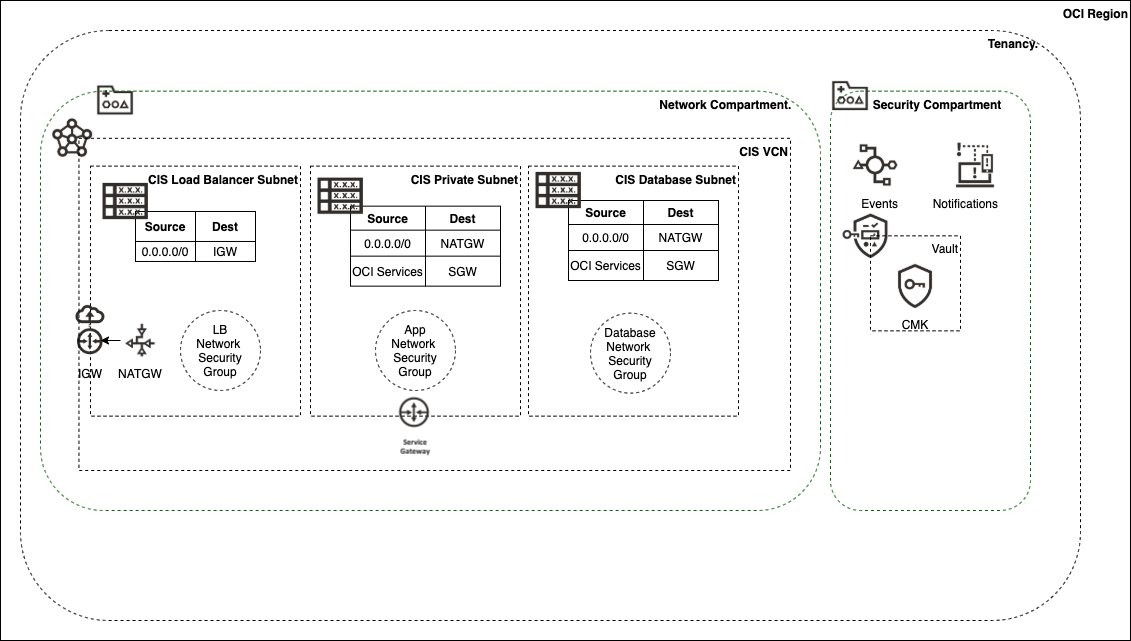 OCI Region
Tenancy.
Network Compartment.
Security Compartment
CIS VCN
CIS Load Balancer Subnet
X.X.X.
X.X.X.
X.X.X.
Source Dest
0.0.0.0/0 IGW
IGW
NATGW
LB
Network
Security
Group
CIS Private Subnet
X.X.X.
X.X.X.
X.X.X.
Source Dest
0.0.0.0/0 NATGW
OCI Services SGW
App
Network
Security
Group
Service
Gateway
CIS Database Subnet
X.X.X.
X.X.X.
X.X.X.
Source Dest
0.0.0.0/0 NATGW
OCI Services SGW
Database
Network
Security
Group
Events
Notifications
Vault
CMK